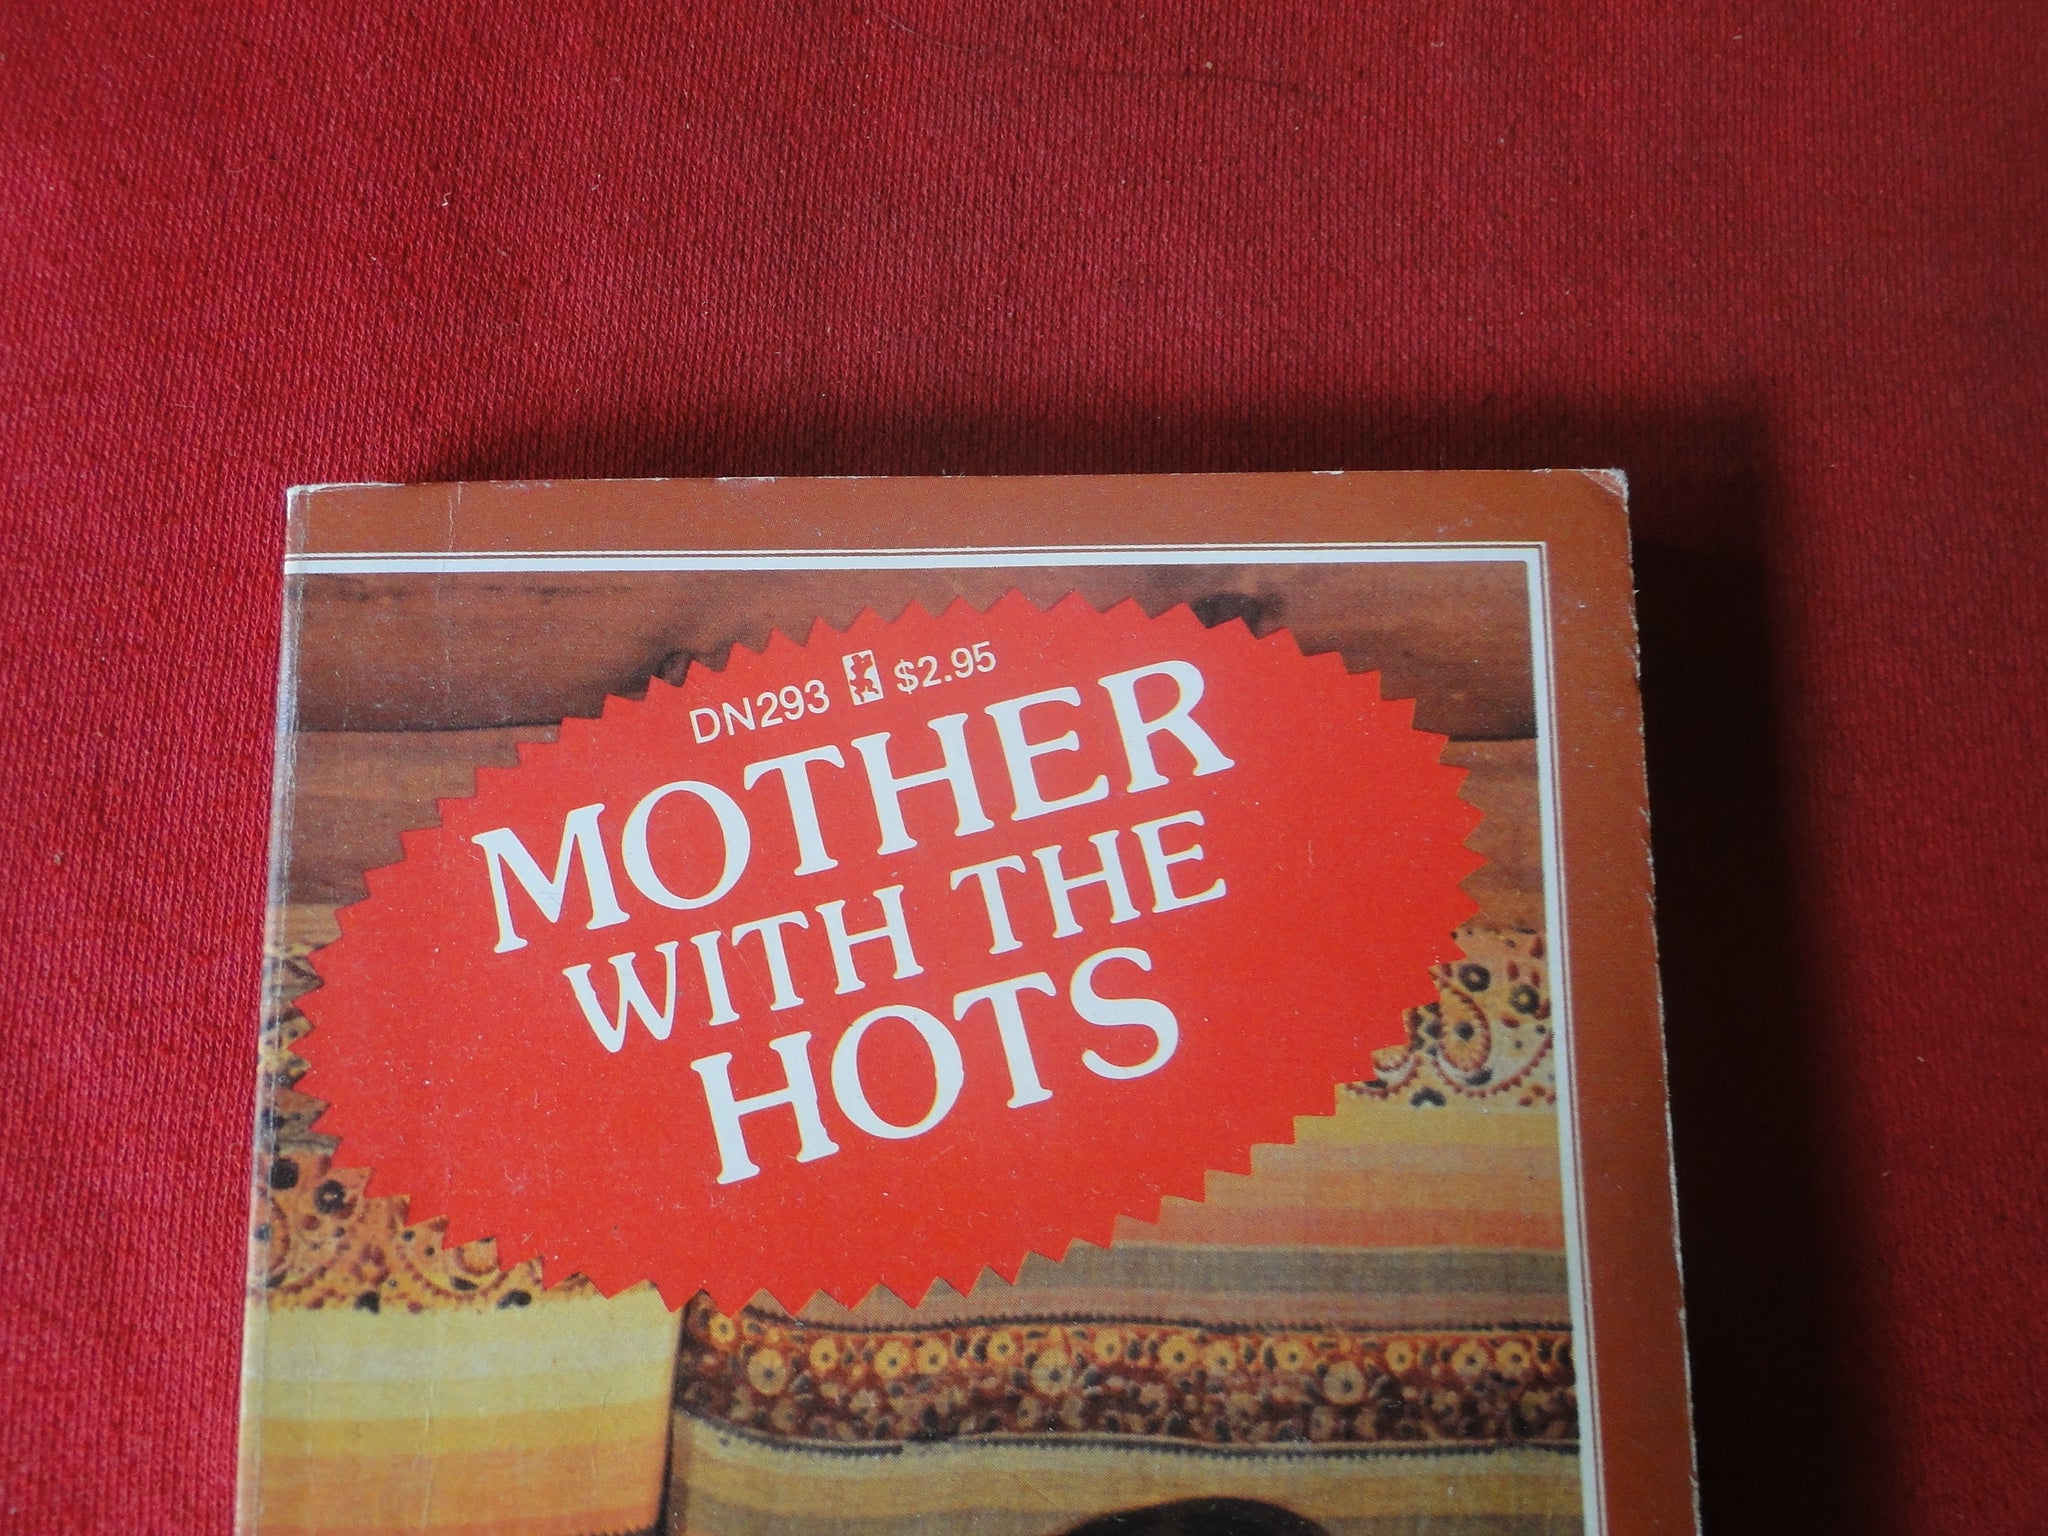 DN293 $2.95
MOTHER
WITH THE
HOTS